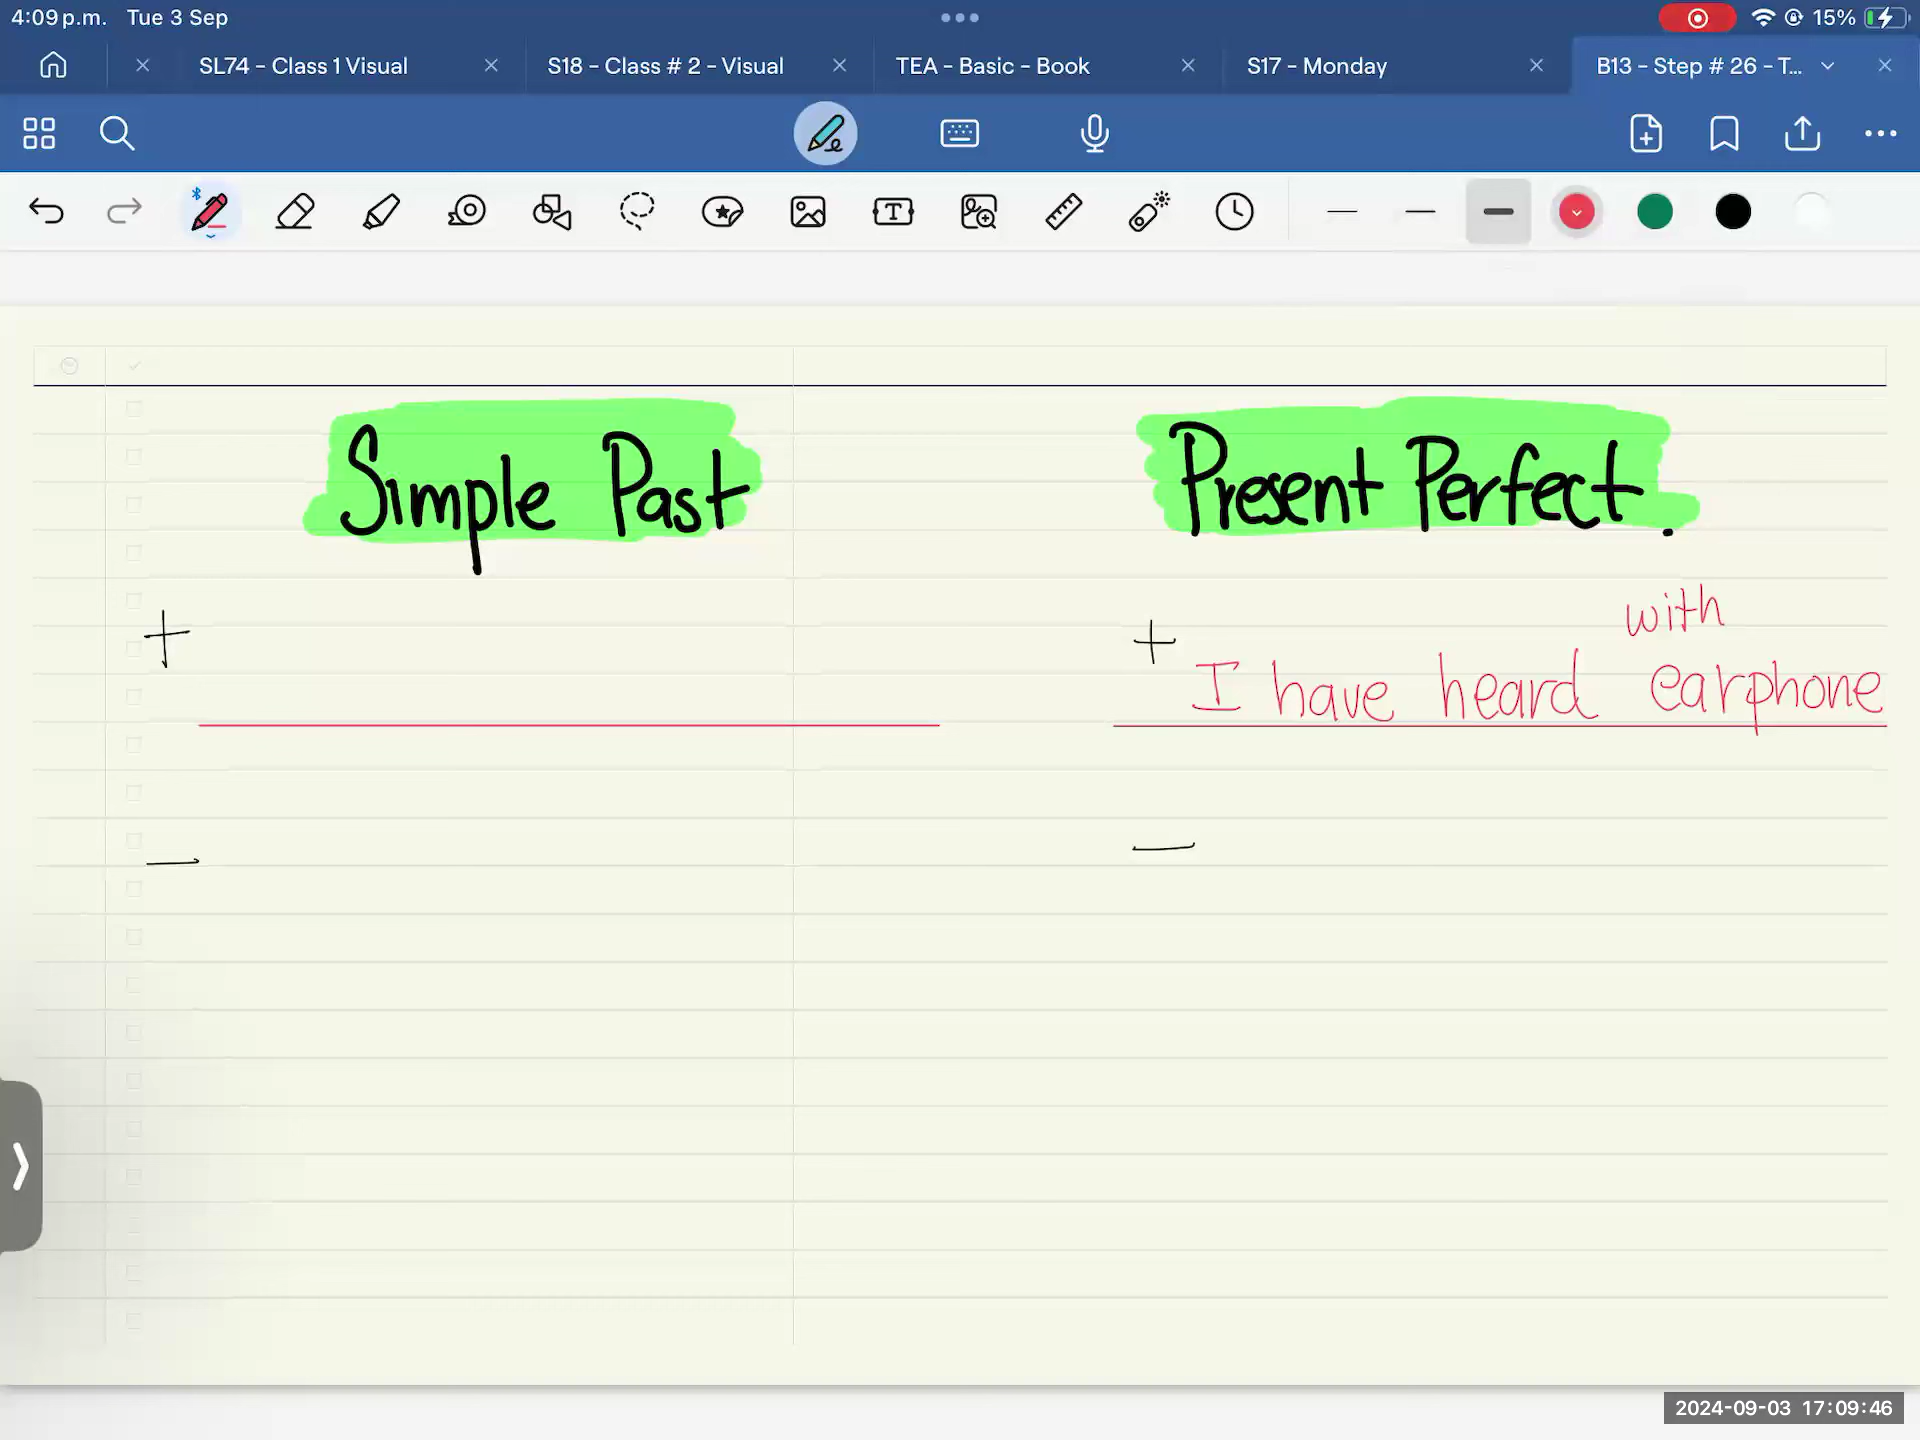 4:09 p.m. Tue 3 Sep
15%
SL74 - Class 1 Visual
S18 - Class # 2 - Visual
TEA - Basic - Book
S17 - Monday
B13 - Step # 26 - T...
Simple Past
Present Perfect.
+
+
with
I have heard earphone
—
—
2024-09-03 17:09:46